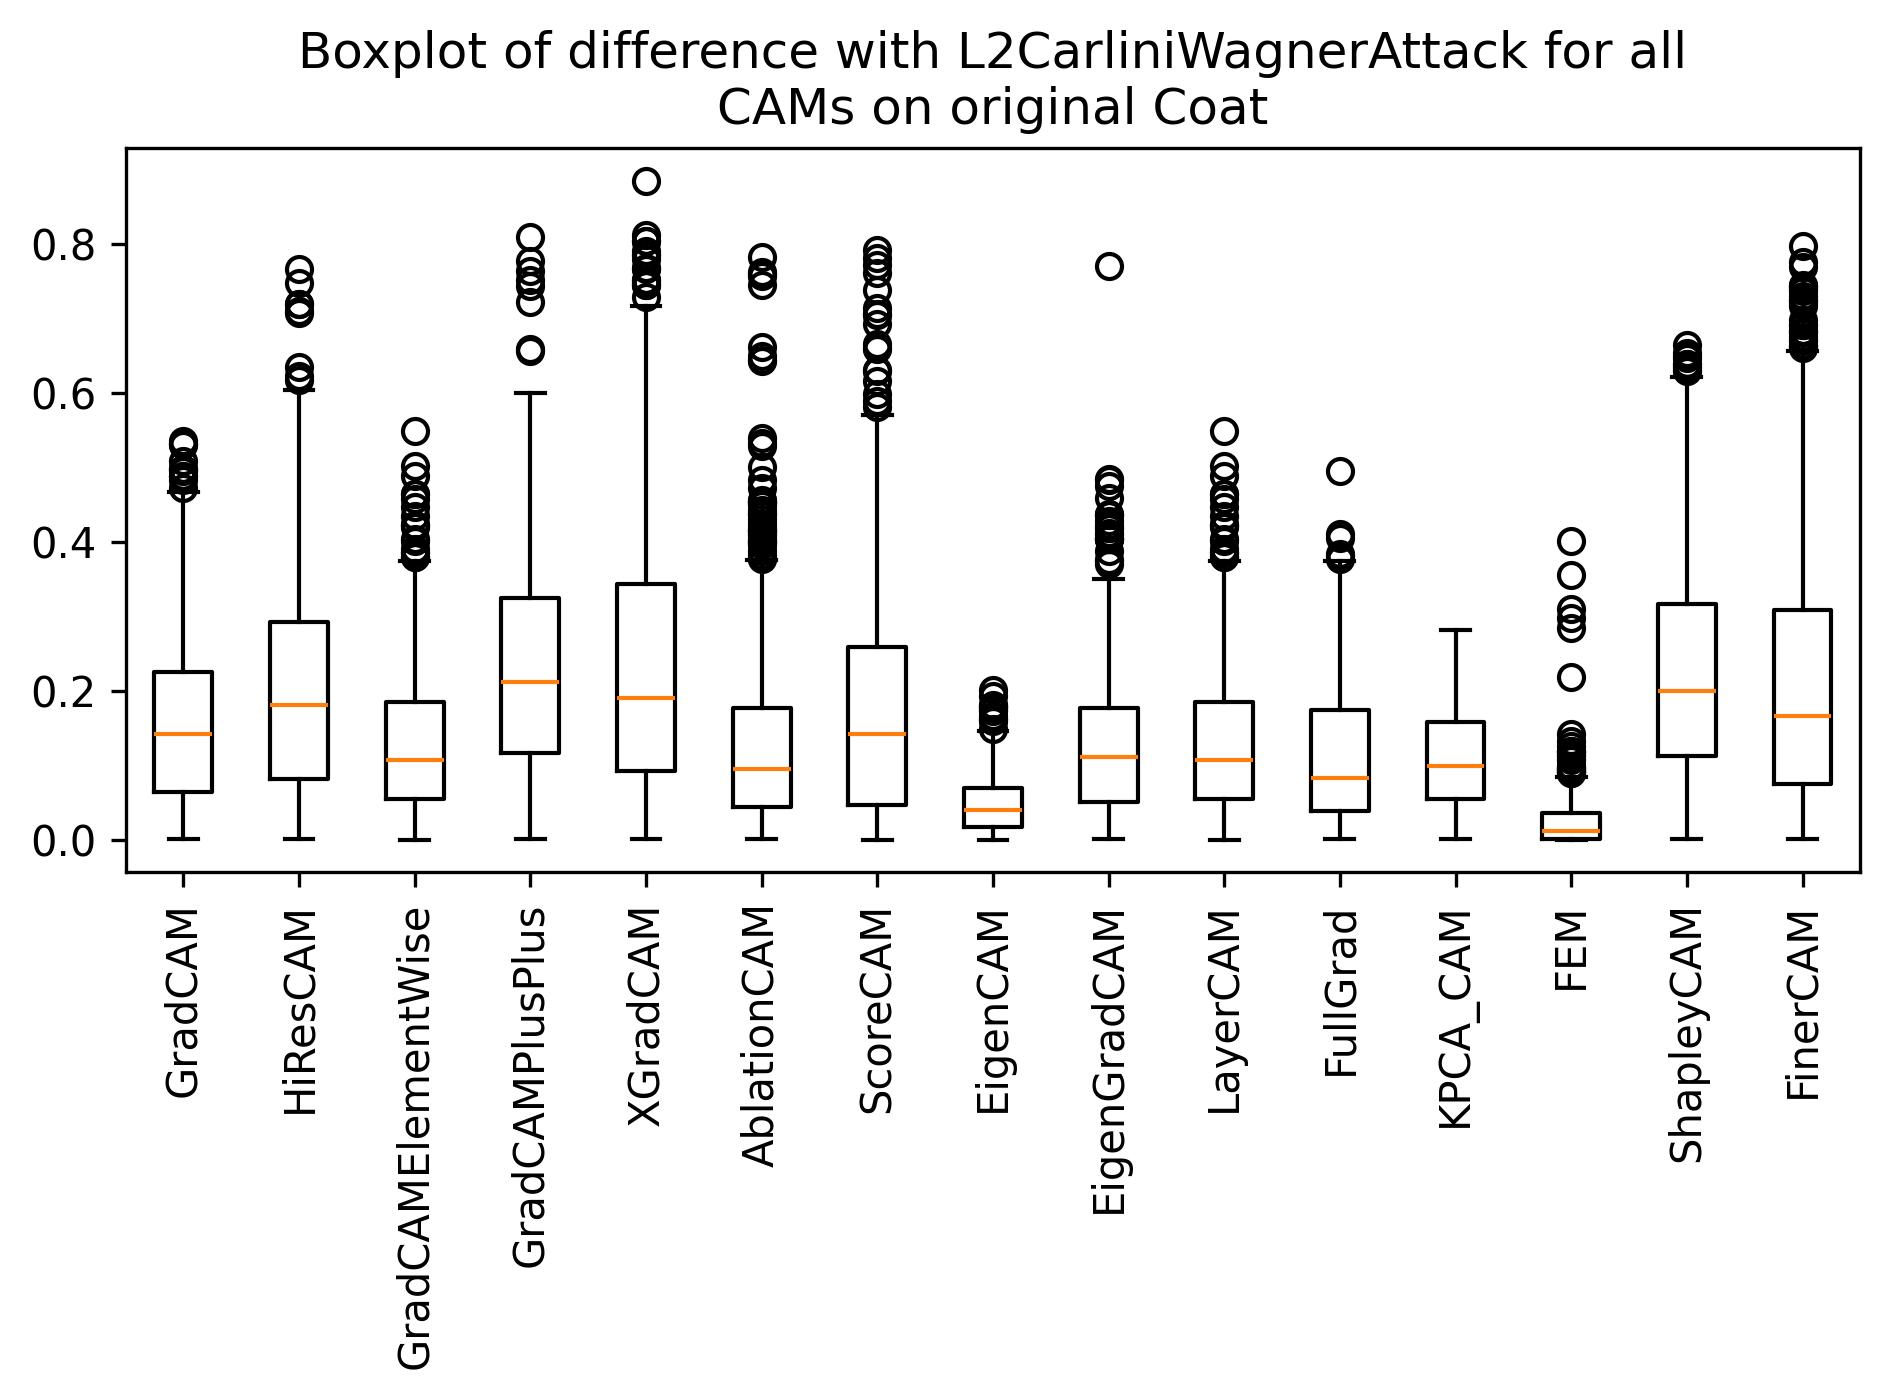 Boxplot of difference with L2CarliniWagnerAttack for all
CAMs on original Coat
0.8
0.6
0.4
0.2
0.0
GradCAM
HiResCAM
GradCAMElementWise
GradCAMPlusPlus
XGradCAM
AblationCAM
ScoreCAM
EigenCAM
EigenGradCAM
LayerCAM
FullGrad
KPCA_CAM
FEM
ShapleyCAM
FinerCAM